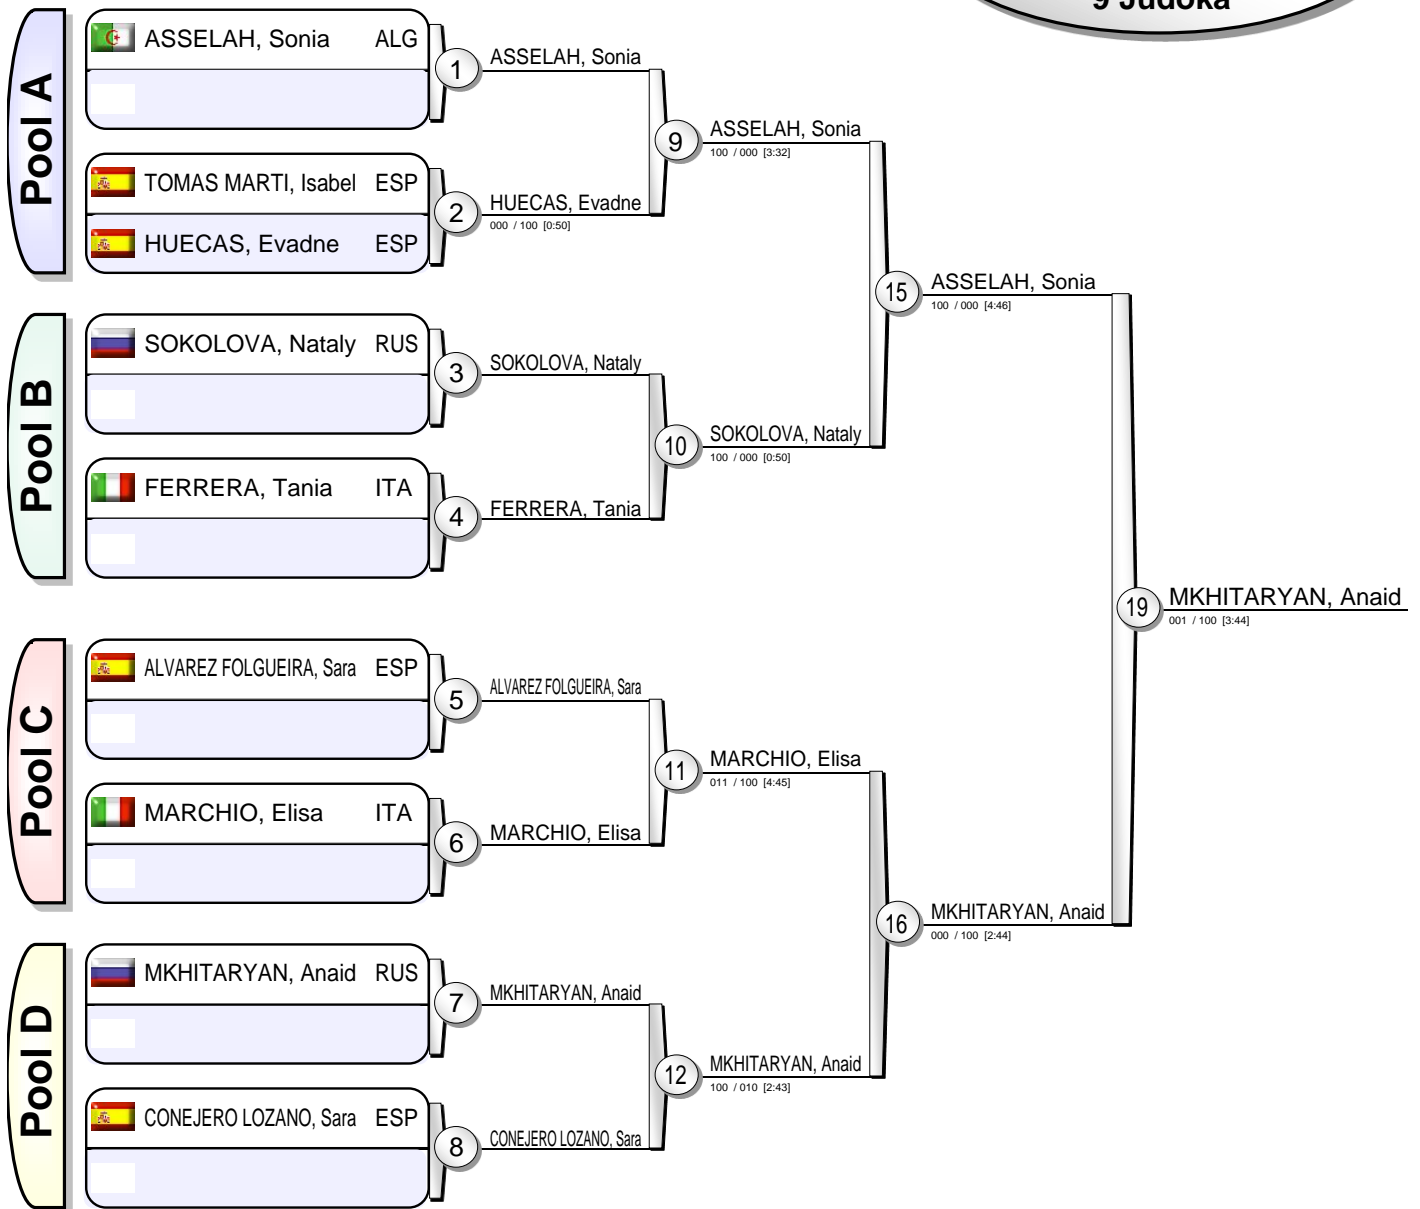 9 Judoka
Pool A
ASSELAH, Sonia ALG
TOMAS MARTI, Isabel ESP
HUECAS, Evadne ESP
1
ASSELAH, Sonia
2
HUECAS, Evadne
000 / 100 [0:50]
9
ASSELAH, Sonia
100 / 000 [3:32]
Pool B
SOKOLOVA, Nataly RUS
FERRERA, Tania ITA
3
SOKOLOVA, Nataly
4
FERRERA, Tania
10
SOKOLOVA, Nataly
100 / 000 [0:50]
15
ASSELAH, Sonia
100 / 000 [4:46]
Pool C
ALVAREZ FOLGUEIRA, Sara ESP
MARCHIO, Elisa ITA
5
ALVAREZ FOLGUEIRA, Sara
6
MARCHIO, Elisa
11
MARCHIO, Elisa
011 / 100 [4:45]
Pool D
MKHITARYAN, Anaid RUS
CONEJERO LOZANO, Sara ESP
7
MKHITARYAN, Anaid
8
CONEJERO LOZANO, Sara
12
MKHITARYAN, Anaid
100 / 010 [2:43]
16
MKHITARYAN, Anaid
000 / 100 [2:44]
19
MKHITARYAN, Anaid
001 / 100 [3:44]